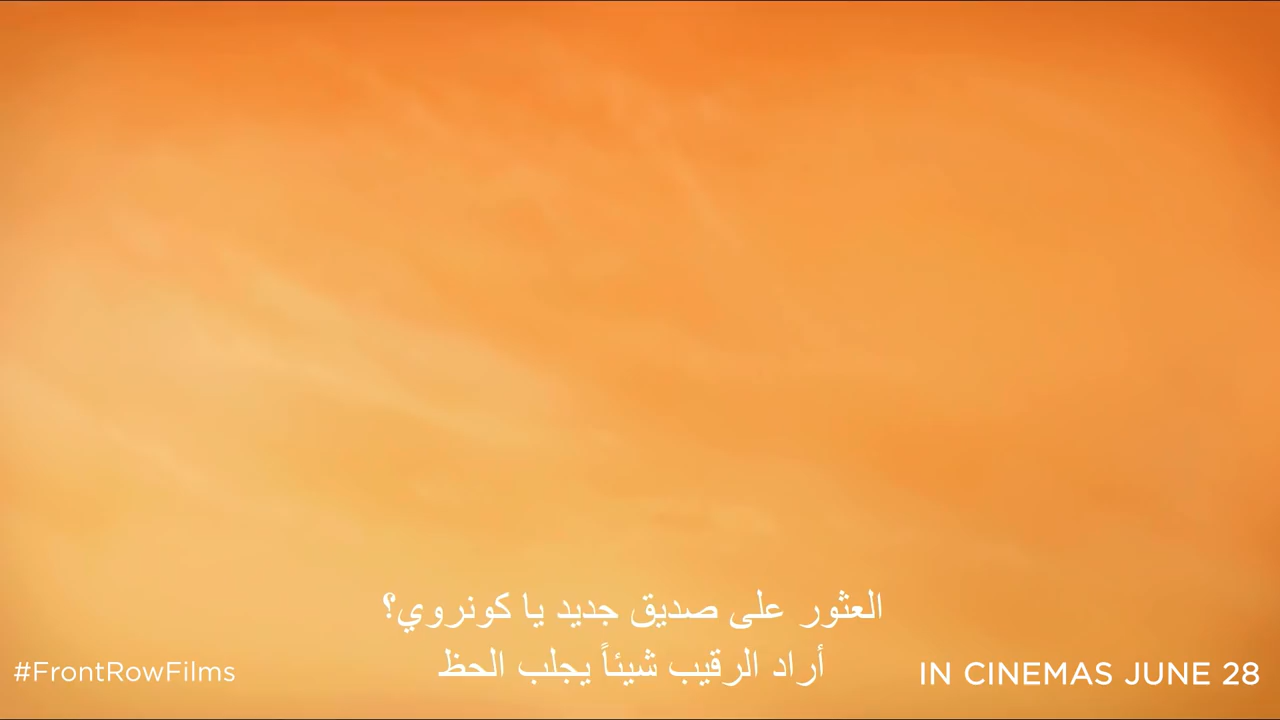 العثور على صديق جديد يا كونروي؟
أراد الرقيب شيئاً يجلب الحظ
#FrontRowFilms
IN CINEMAS JUNE 28